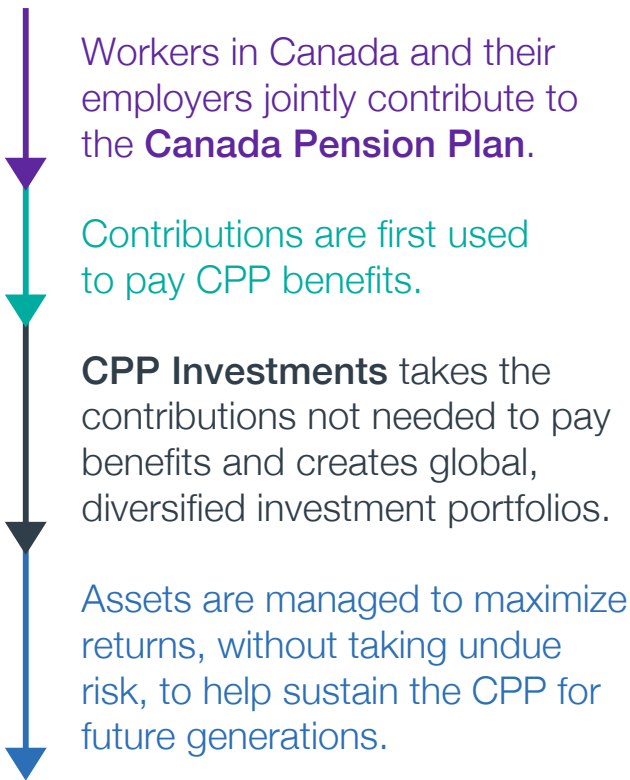 Workers in Canada and their
employers jointly contribute to
the Canada Pension Plan.
Contributions are first used
to pay CPP benefits.
CPP Investments takes the
contributions not needed to pay
benefits and creates global,
diversified investment portfolios.
Assets are managed to maximize
returns, without taking undue
risk, to help sustain the CPP for
future generations.